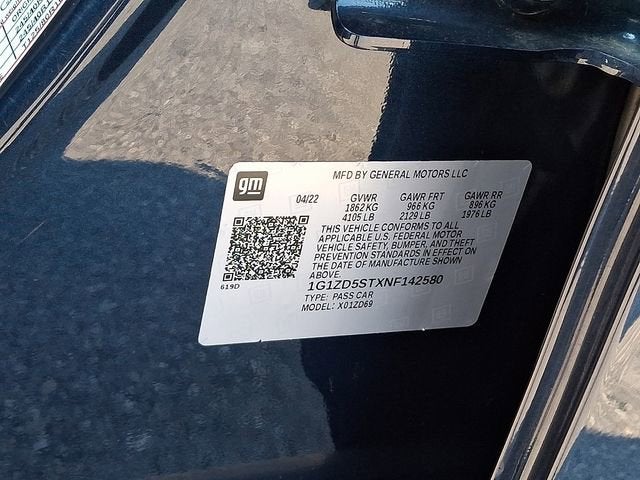 gm
MFD BY GENERAL MOTORS LLC
04/22 GVWR GAWR FRT GAWR RR
1862 KG 966 KG 896 KG
4105 LB 2129 LB 1976 LB
THIS VEHICLE CONFORMS TO ALL
APPLICABLE U.S. FEDERAL MOTOR
VEHICLE SAFETY, BUMPER, AND THEFT
PREVENTION STANDARDS IN EFFECT ON
THE DATE OF MANUFACTURE SHOWN
ABOVE.
619D
1G1ZD5STXNF142580
TYPE: PASS CAR
MODEL: X01ZD69